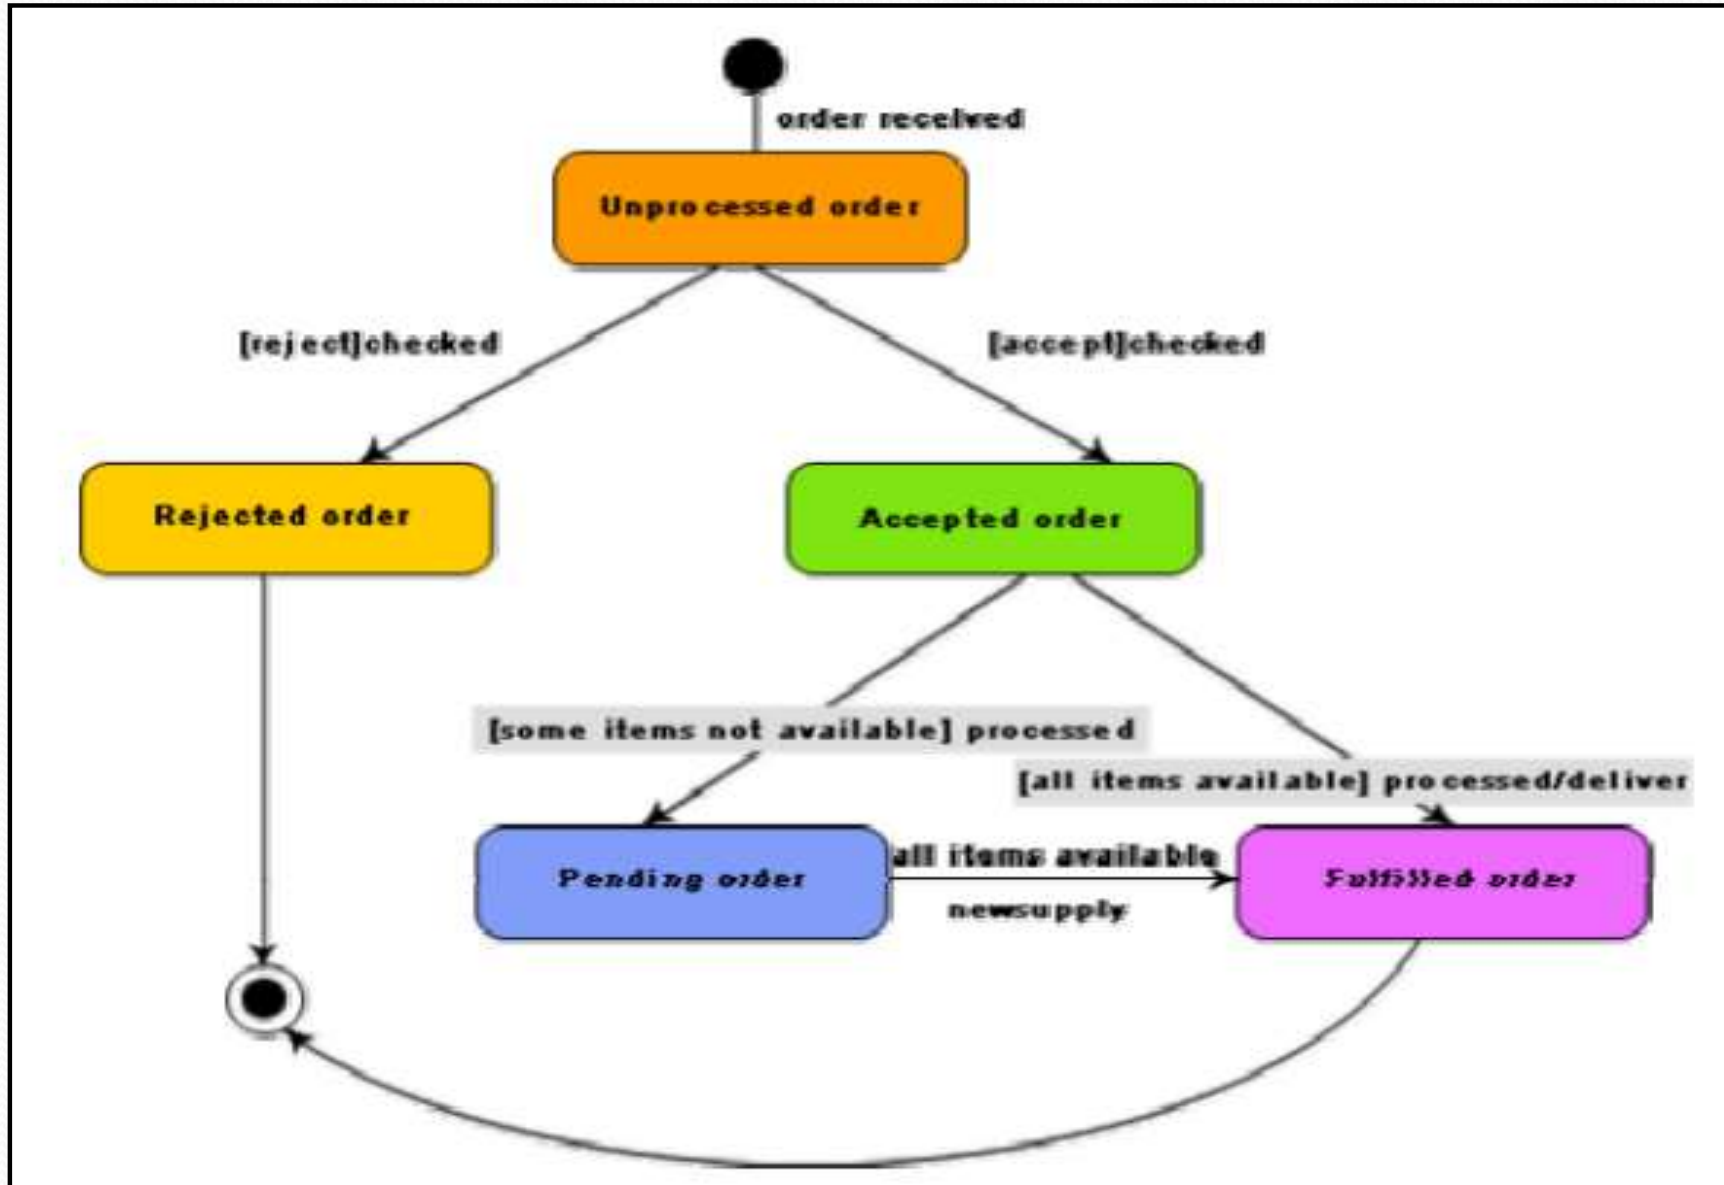 order received
Unprocessed order
[reject]checked
[accept]checked
Rejected order
Accepted order
[some items not available] processed
[all items available] processed/deliver
all items available
Pending order
Fulfilled order
newsupply